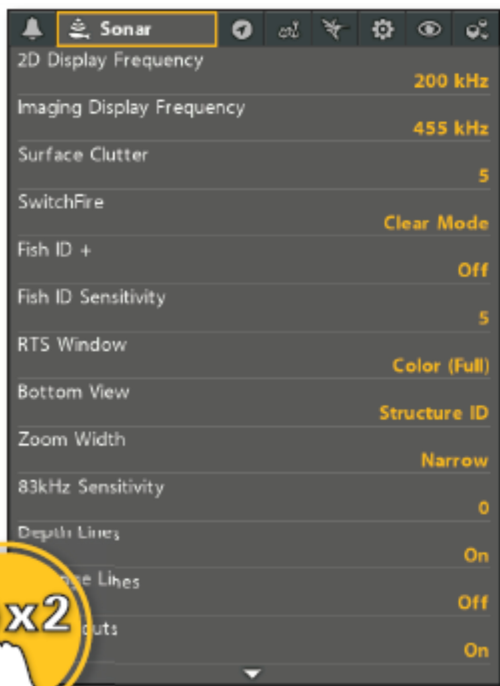 Sonar
2D Display Frequency
200 kHz
Imaging Display Frequency
455 kHz
Surface Clutter
5
SwitchFire
Clear Mode
Fish ID +
Off
Fish ID Sensitivity
5
RTS Window
Color (Full)
Bottom View
Structure ID
Zoom Width
Narrow
83kHz Sensitivity
0
Depth Lines
On
Lines
Off
On
x2